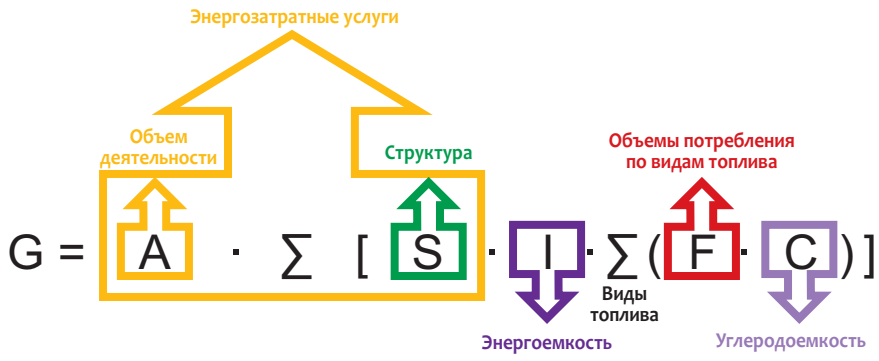 Энергозатратные услуги
Объем
деятельности
Структура
Объемы потребления
по видам топлива
G = A · ∑ [ S · I · ∑ ( F · C ) ]
Виды
топлива
Энергоемкость
Углеродоемкость